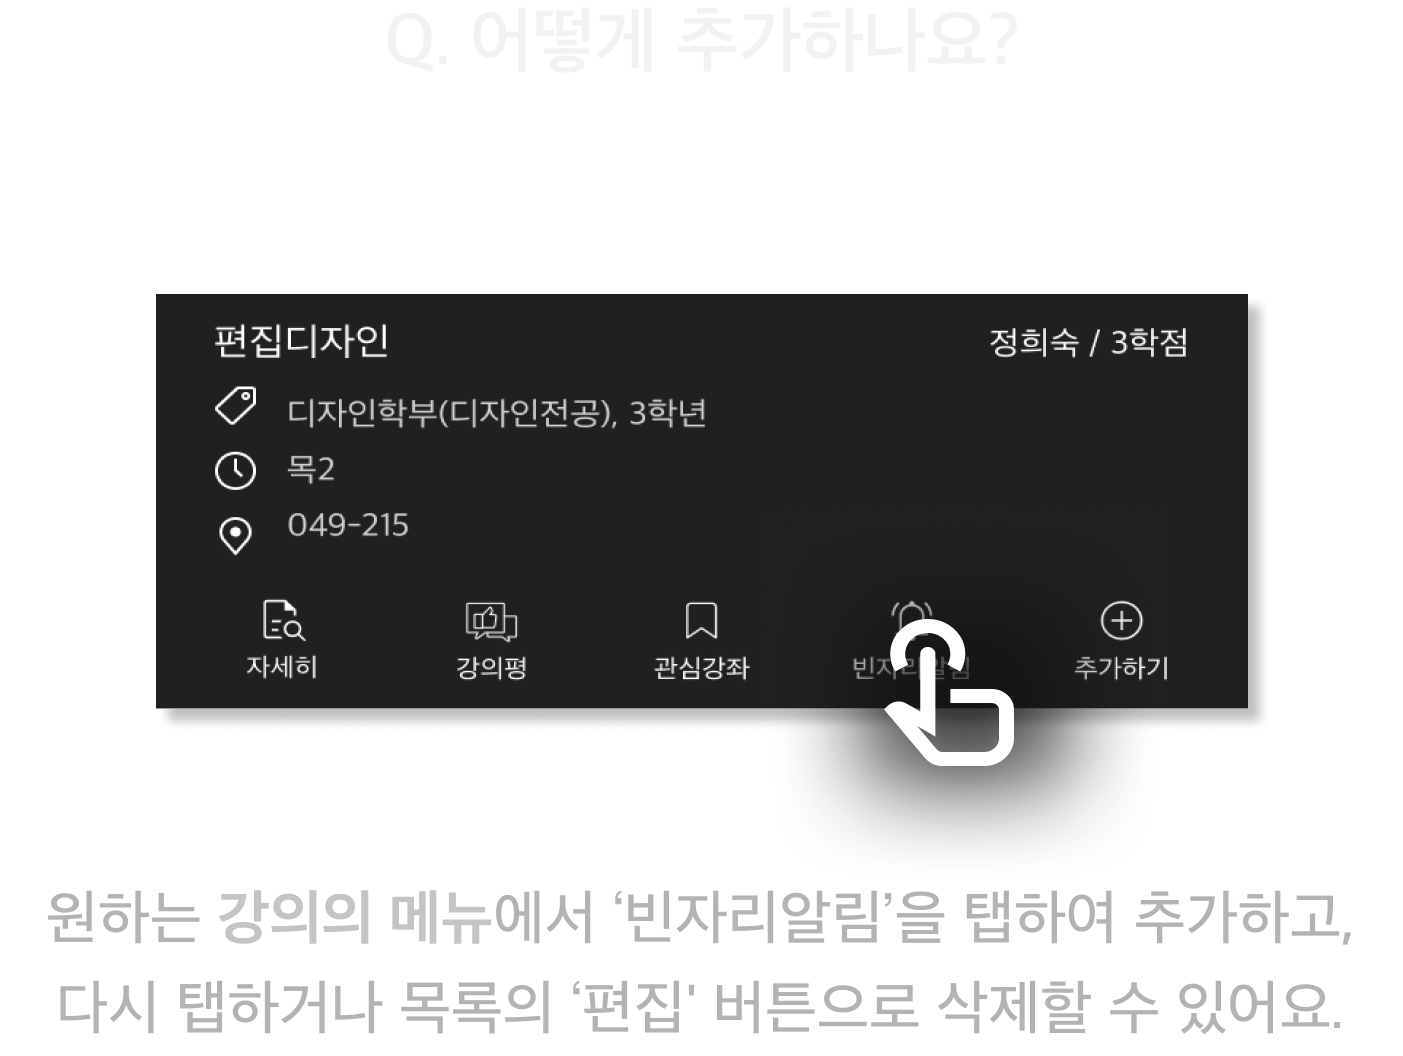 Q. 어떻게 추가하나요?
편집디자인
정희숙 / 3학점
디자인학부(디자인전공), 3학년
목2
049-215
자세히
강의평
관심강좌
빈자리알림
추가하기
원하는 강의의 메뉴에서 ‘빈자리알림’을 탭하여 추가하고,
다시 탭하거나 목록의 ‘편집' 버튼으로 삭제할 수 있어요.